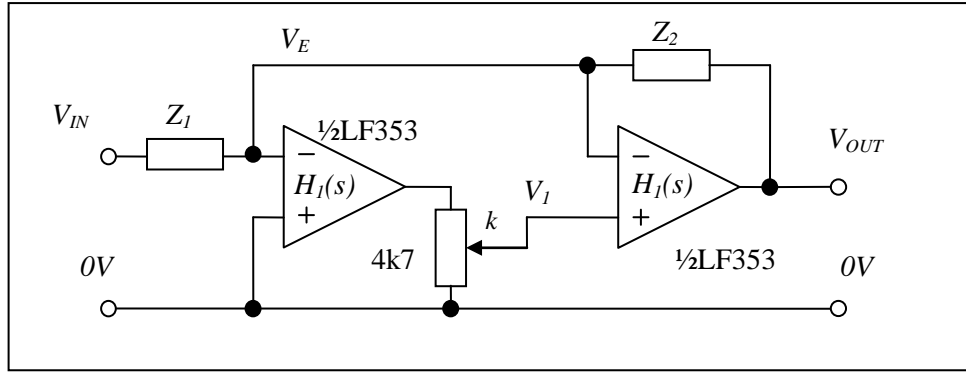 V_E
Z_2
V_IN
Z_1
½LF353
V_OUT
−
−
H_1(s)
V_1
H_1(s)
+
k
+
4k7
½LF353
0V
0V